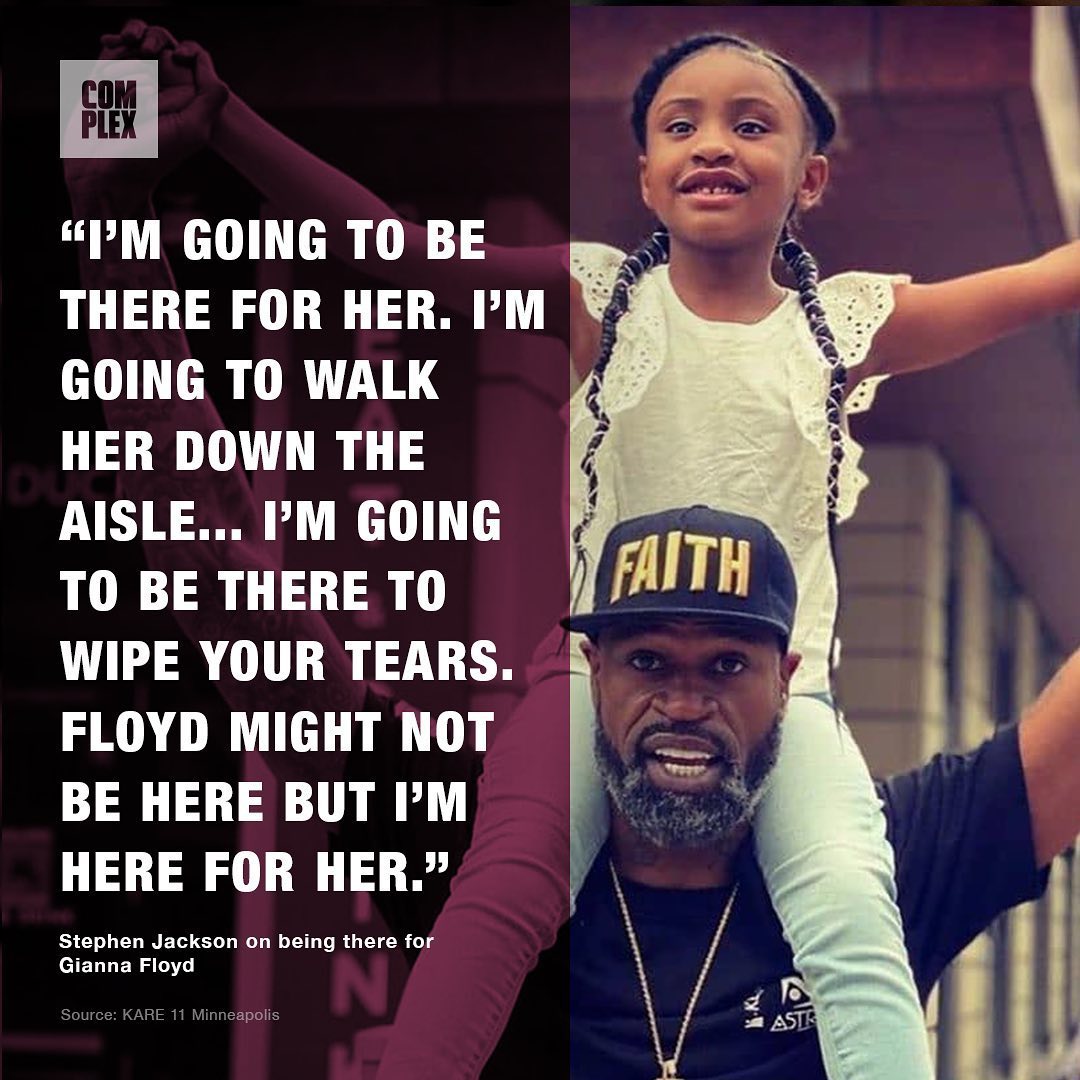 COM
PLEX
“I’M GOING TO BE
THERE FOR HER. I’M
GOING TO WALK
HER DOWN THE
AISLE... I’M GOING
TO BE THERE TO
WIPE YOUR TEARS.
FLOYD MIGHT NOT
BE HERE BUT I’M
HERE FOR HER.”
Stephen Jackson on being there for
Gianna Floyd
Source: KARE 11 Minneapolis
FAITH